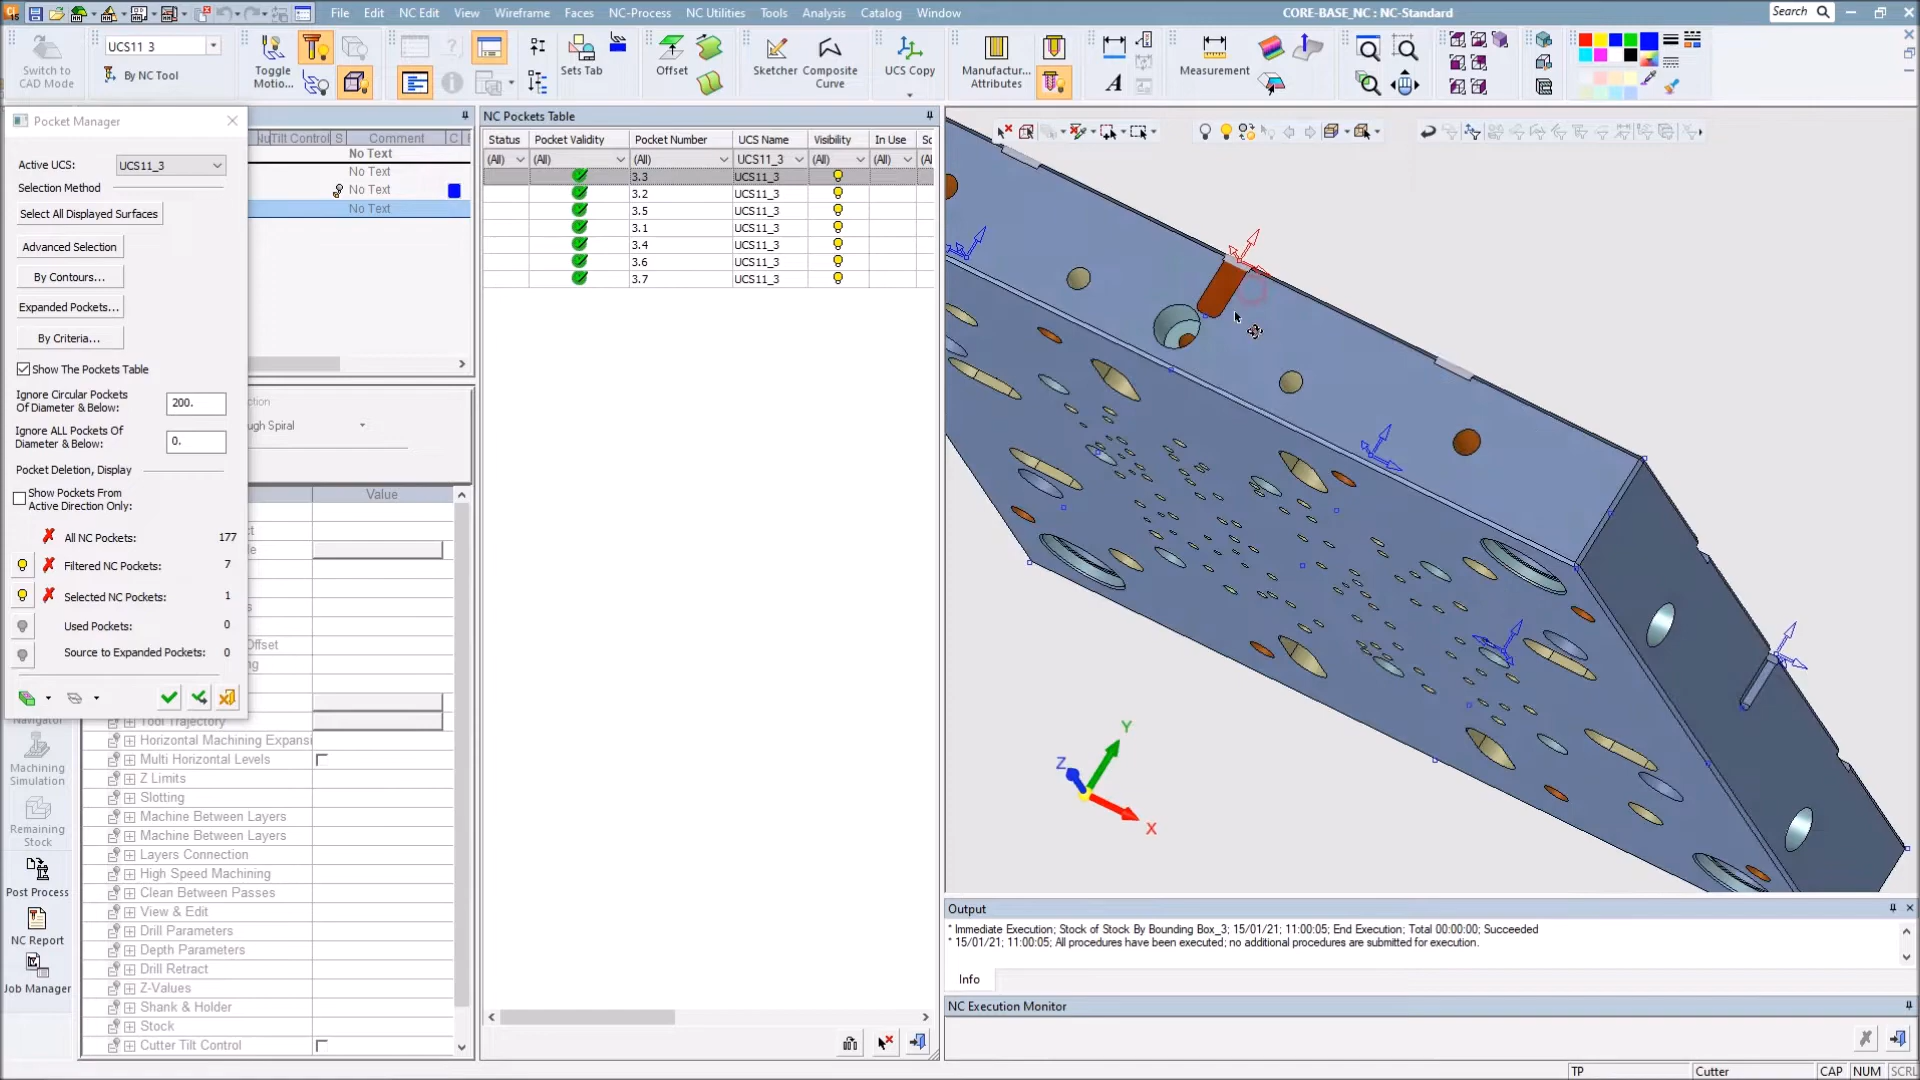 File Edit NC Edit View Wireframe Faces NC-Process NC Utilities Tools Analysis Catalog Window
CORE-BASE_NC : NC-Standard
Search
Switch to
CAD Mode
UCS11 3
By NC Tool
Toggle
Motio...
Sets Tab
Offset
Sketcher
Composite
Curve
UCS Copy
Manufactur...
Attributes
A
Measurement
Pocket Manager
Active UCS:
UCS11_3
Selection Method
Select All Displayed Surfaces
Advanced Selection
By Contours...
Expanded Pockets...
By Criteria...
Show The Pockets Table
Ignore Circular Pockets
Of Diameter & Below:
200.
Ignore ALL Pockets Of
Diameter & Below:
0.
Pocket Deletion, Display
Show Pockets From
Active Direction Only:
All NC Pockets: 177
Filtered NC Pockets: 7
Selected NC Pockets: 1
Used Pockets: 0
Source to Expanded Pockets: 0
Tilt Control S Comment C
No Text
No Text
No Text
No Text
ugh Spiral
Value
Tool Trajectory
Horizontal Machining Expansi
Multi Horizontal Levels
Z Limits
Slotting
Machine Between Layers
Machine Between Layers
Layers Connection
High Speed Machining
Clean Between Passes
View & Edit
Drill Parameters
Depth Parameters
Drill Retract
Z-Values
Shank & Holder
Stock
Cutter Tilt Control
Navigator
Machining
Simulation
Remaining
Stock
Post Process
NC Report
Job Manager
NC Pockets Table
Status Pocket Validity Pocket Number UCS Name Visibility In Use
(All) (All) (All) UCS11_3 (All) (All)
3.3 UCS11_3
3.2 UCS11_3
3.5 UCS11_3
3.1 UCS11_3
3.4 UCS11_3
3.6 UCS11_3
3.7 UCS11_3
Y
Z
X
Output
* Immediate Execution; Stock of Stock By Bounding Box_3; 15/01/21; 11:00:05; End Execution; Total 00:00:00; Succeeded
* 15/01/21; 11:00:05; All procedures have been executed; no additional procedures are submitted for execution.
Info
NC Execution Monitor
TP Cutter CAP NUM SCRL